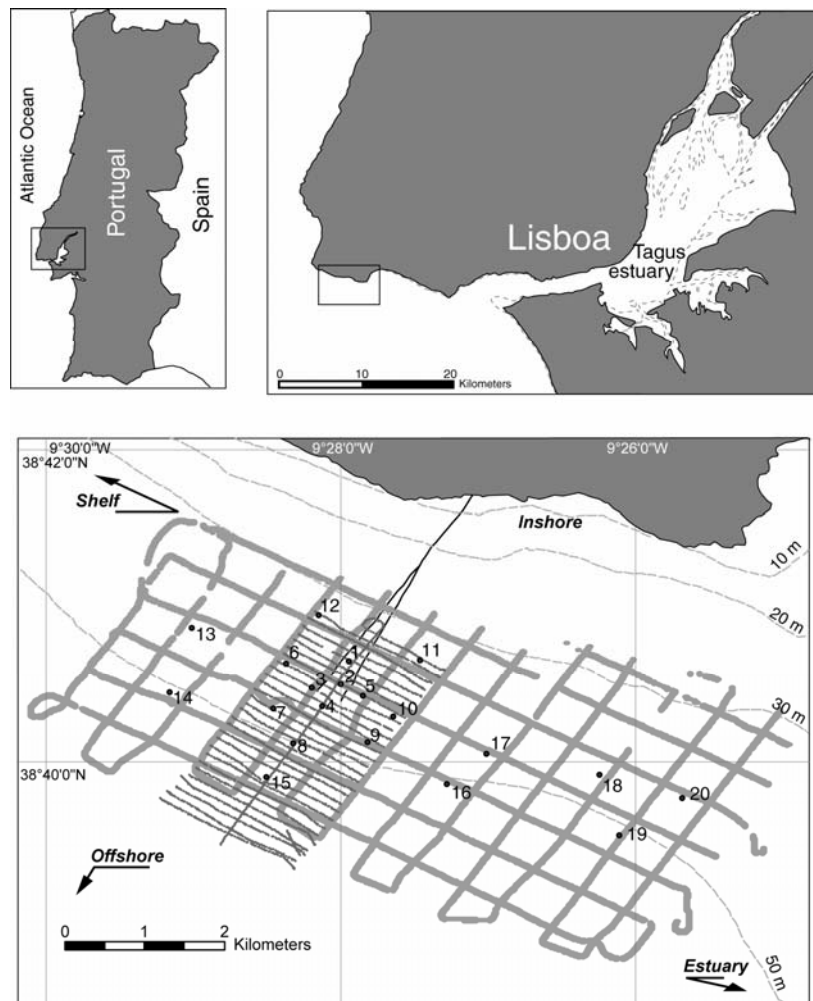 Atlantic Ocean
Portugal
Spain
Lisboa
Tagus
estuary
0 10 20
Kilometers
9°30'0"W 9°28'0"W 9°26'0"W
38°42'0"N
Shelf
Inshore
10 m
20 m
12
13
6
1
11
3
2
5
14
7
4
10
30 m
8
9
17
38°40'0"N
15
16
18
20
19
Offshore
0 1 2
Kilometers
Estuary
50 m